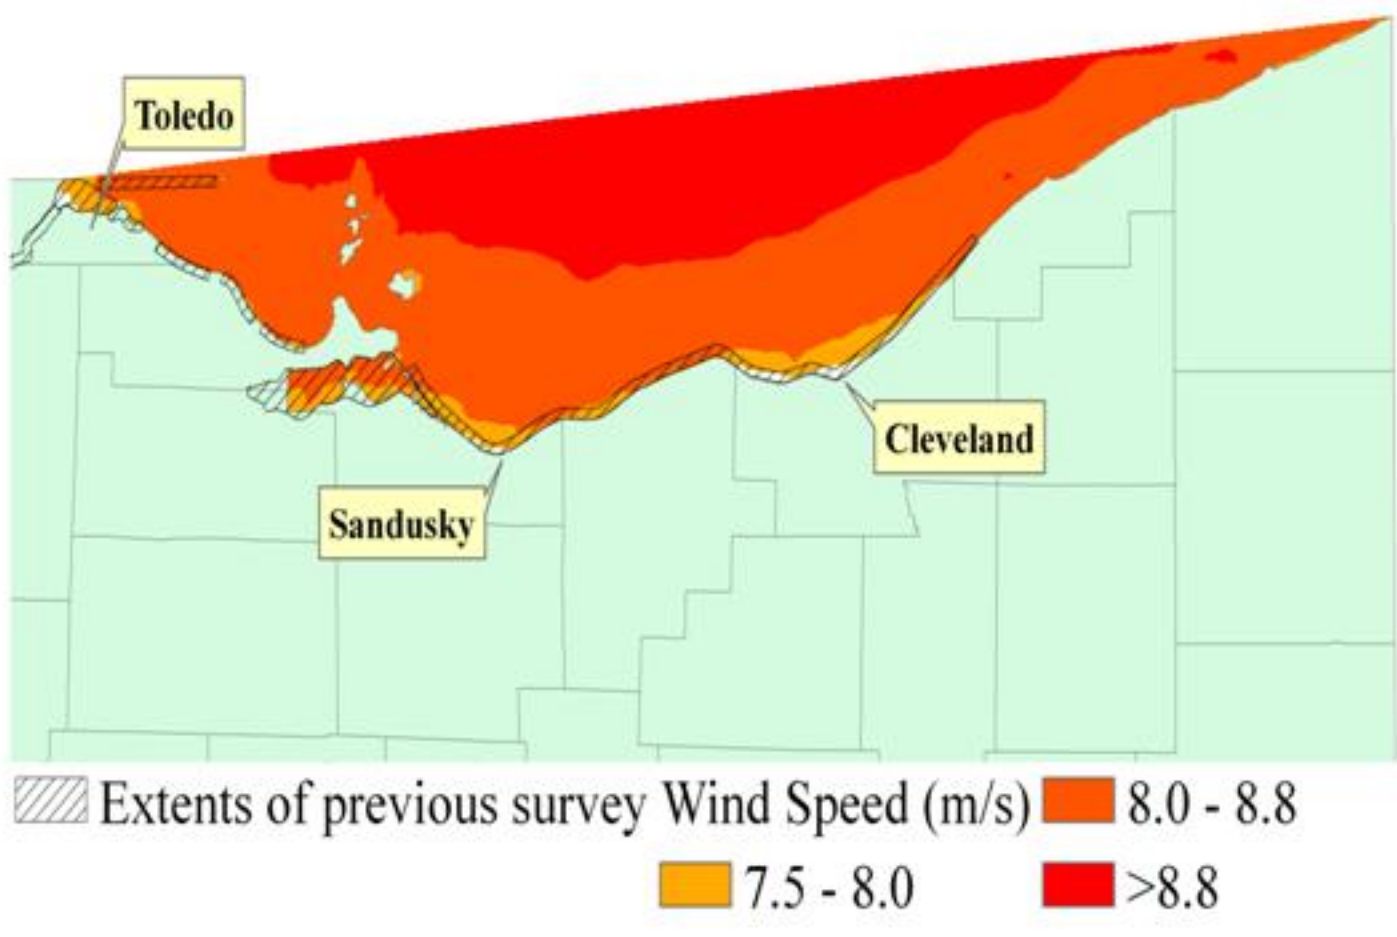 Toledo
Cleveland
Sandusky
Extents of previous survey Wind Speed (m/s) 8.0 - 8.8
7.5 - 8.0 >8.8